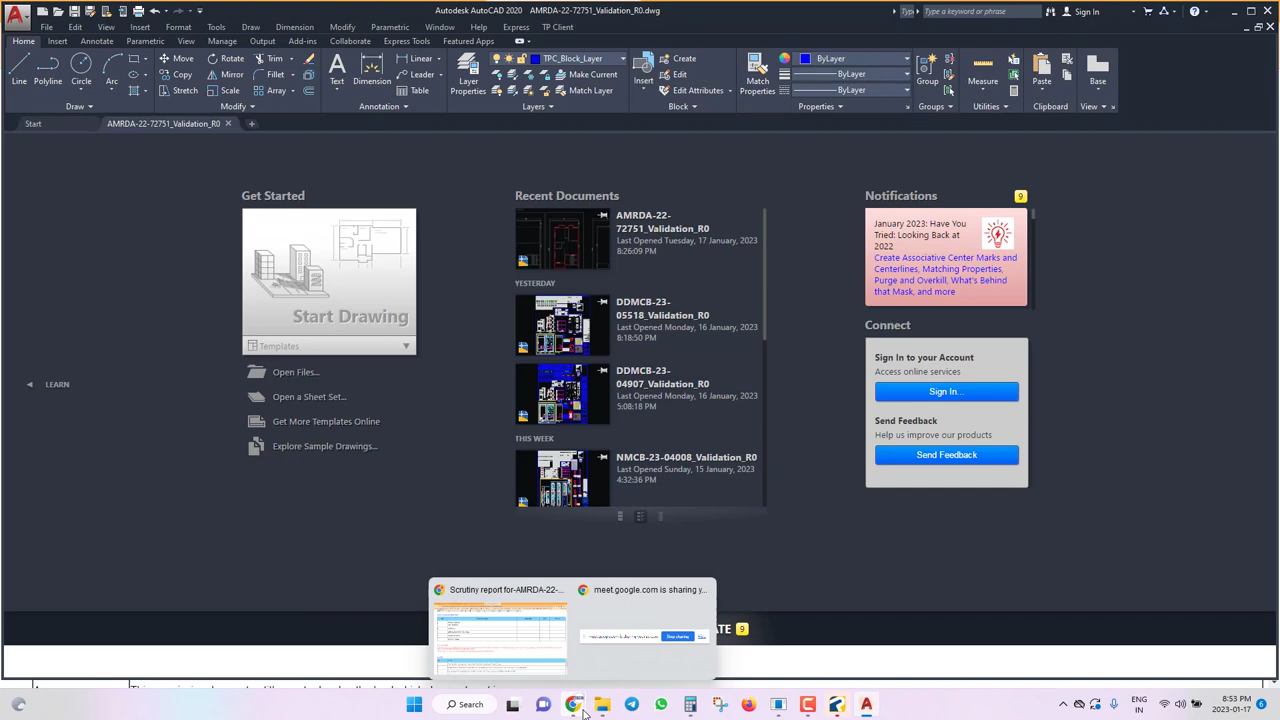 Autodesk AutoCAD 2020 AMRDA-22-72751_Validation_R0.dwg
Type a keyword or phrase
Sign In
File Edit View Insert Format Tools Draw Dimension Modify Parametric Window Help Express TP Client
Home Insert Annotate Parametric View Manage Output Add-ins Collaborate Express Tools Featured Apps
Line
Polyline
Circle
Arc
Move
Copy
Stretch
Rotate
Mirror
Scale
Trim
Fillet
Array
Text
Dimension
Linear
Leader
Table
Layer
Properties
TPC_Block_Layer
Make Current
Match Layer
Insert
Create
Edit
Edit Attributes
Match
Properties
ByLayer
ByLayer
ByLayer
Group
Measure
Paste
Base
Draw Modify Annotation Layers Block Properties Groups Utilities Clipboard View
Start AMRDA-22-72751_Validation_R0
Get Started
Start Drawing
Templates
Open Files...
Open a Sheet Set...
Get More Templates Online
Explore Sample Drawings...
LEARN
Recent Documents
AMRDA-22-
72751_Validation_R0
Last Opened Tuesday, 17 January, 2023
8:26:09 PM
YESTERDAY
DDMCB-23-
05518_Validation_R0
Last Opened Monday, 16 January, 2023
8:18:50 PM
DDMCB-23-
04907_Validation_R0
Last Opened Monday, 16 January, 2023
5:08:18 PM
THIS WEEK
NMCB-23-04008_Validation_R0
Last Opened Sunday, 15 January, 2023
4:32:36 PM
Notifications
9
January 2023: Have You
Tried: Looking Back at
2022
Create Associative Center Marks and
Centerlines, Matching Properties,
Purge and Overkill, What's Behind
that Mask, and more
Connect
Sign In to your Account
Access online services
Sign In...
Send Feedback
Help us improve our products
Send Feedback
Scrutiny report for-AMRDA-22-...
meet.google.com is sharing y...
Stop sharing
9
Search
ENG
IN
8:53 PM
2023-01-17